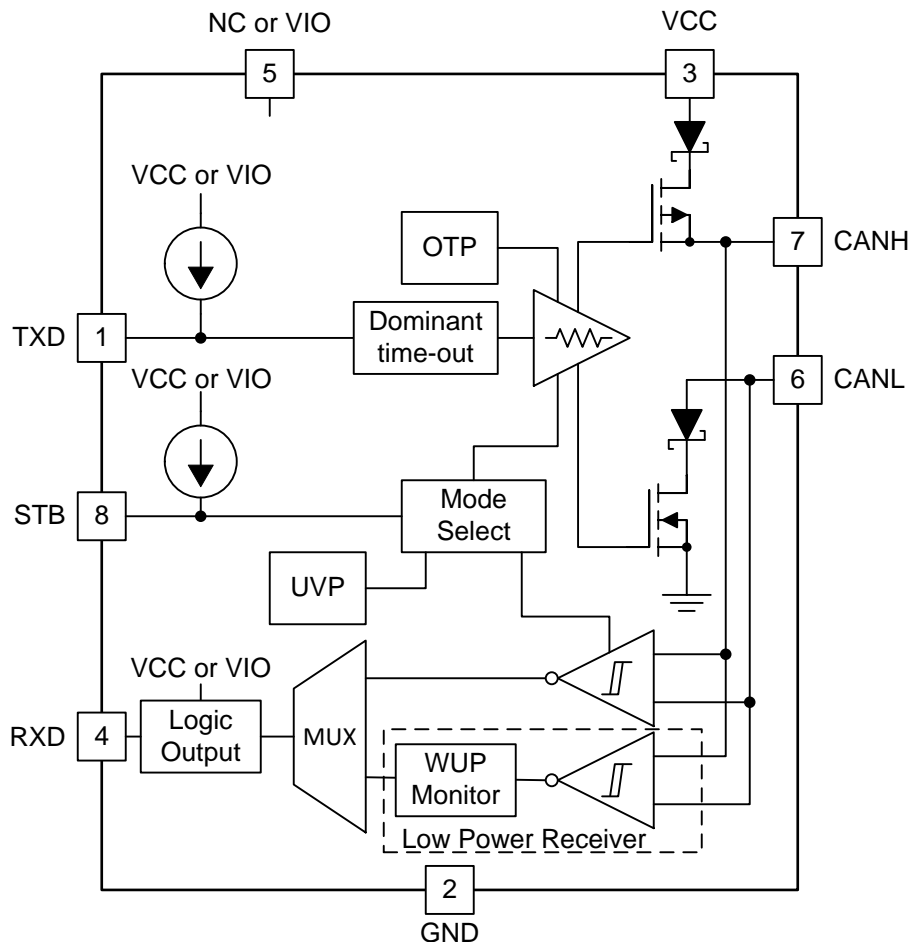 NC or VIO
VCC
5
3
VCC or VIO
OTP
7
CANH
TXD
1
Dominant
time-out
VCC or VIO
6
CANL
STB
8
Mode
Select
UVP
VCC or VIO
RXD
4
Logic
Output
MUX
WUP
Monitor
Low Power Receiver
2
GND